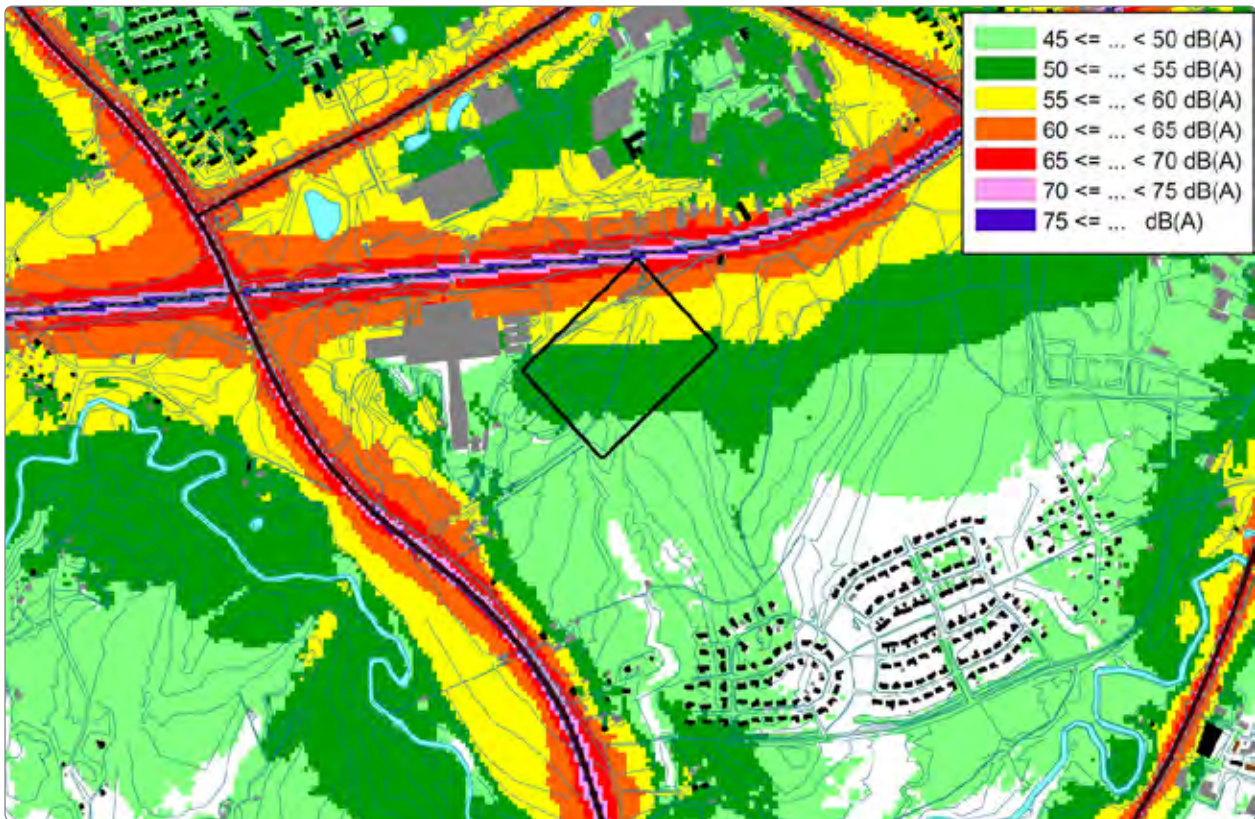 45 <= ... < 50 dB(A)
50 <= ... < 55 dB(A)
55 <= ... < 60 dB(A)
60 <= ... < 65 dB(A)
65 <= ... < 70 dB(A)
70 <= ... < 75 dB(A)
75 <= ... dB(A)